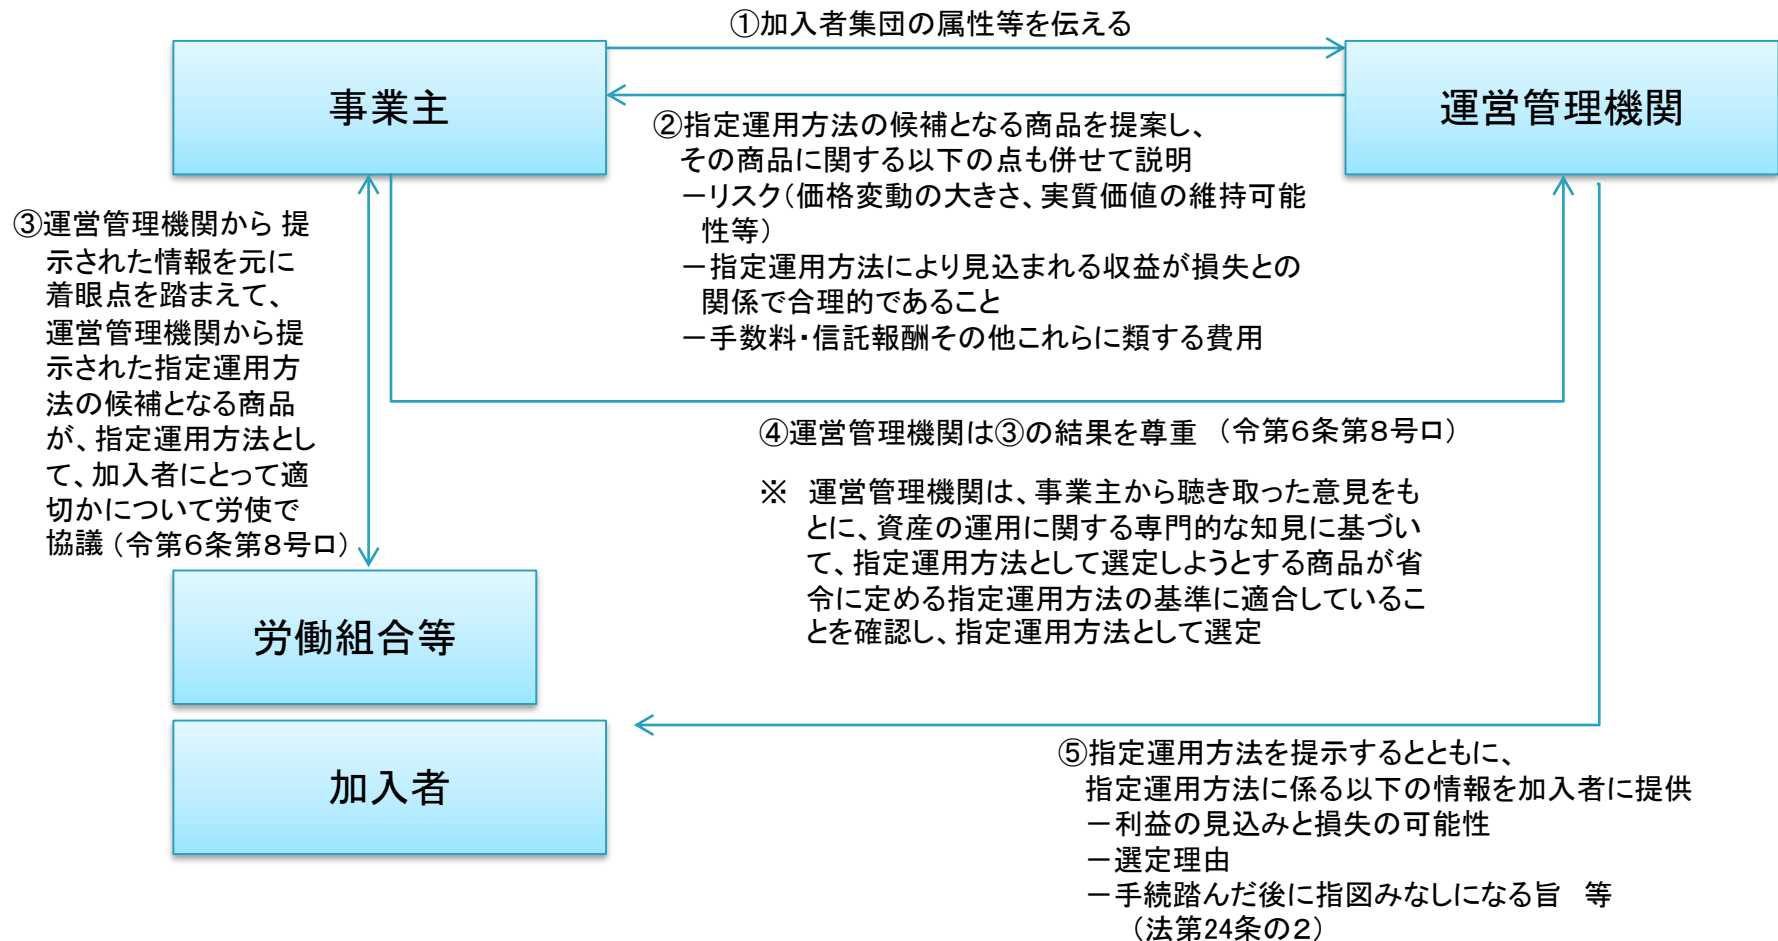 ①加入者集団の属性等を伝える
事業主
運営管理機関
②指定運用方法の候補となる商品を提案し、
その商品に関する以下の点も併せて説明
－リスク（価格変動の大きさ、実質価値の維持可能
性等）
－指定運用方法により見込まれる収益が損失との
関係で合理的であること
－手数料・信託報酬その他これらに類する費用
③運営管理機関から 提
示された情報を元に
着眼点を踏まえて、
運営管理機関から提
示された指定運用方
法の候補となる商品
が、指定運用方法とし
て、加入者にとって適
切かについて労使で
協議（令第６条第８号ロ）
④運営管理機関は③の結果を尊重 （令第６条第８号ロ）
※　運営管理機関は、事業主から聴き取った意見をも
とに、資産の運用に関する専門的な知見に基づい
て、指定運用方法として選定しようとする商品が省
令に定める指定運用方法の基準に適合しているこ
とを確認し、指定運用方法として選定
労働組合等
加入者
⑤指定運用方法を提示するとともに、
指定運用方法に係る以下の情報を加入者に提供
－利益の見込みと損失の可能性
－選定理由
－手続踏んだ後に指図みなしになる旨　等
（法第24条の２）